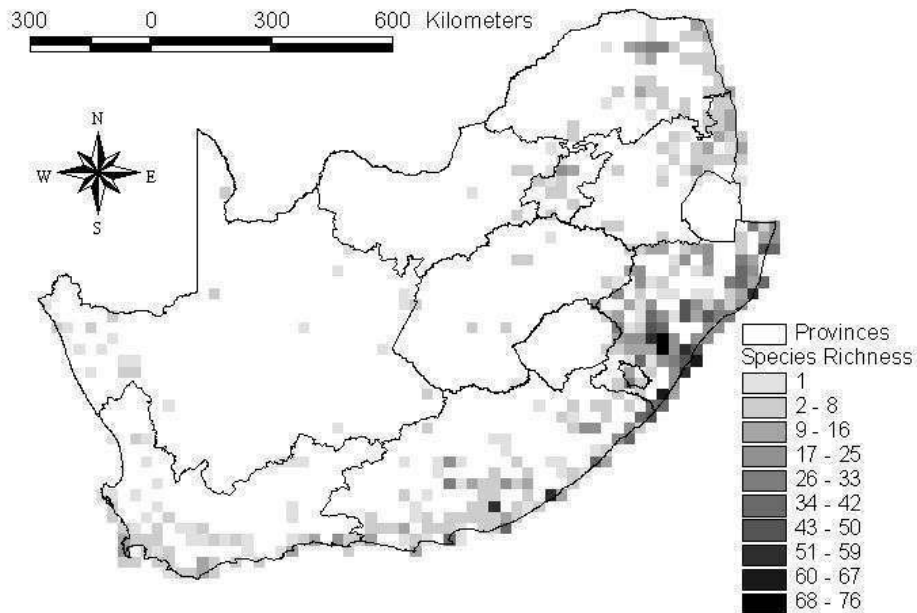 300 0 300 600 Kilometers
N
W E
S
Provinces
Species Richness
1
2 - 8
9 - 16
17 - 25
26 - 33
34 - 42
43 - 50
51 - 59
60 - 67
68 - 76